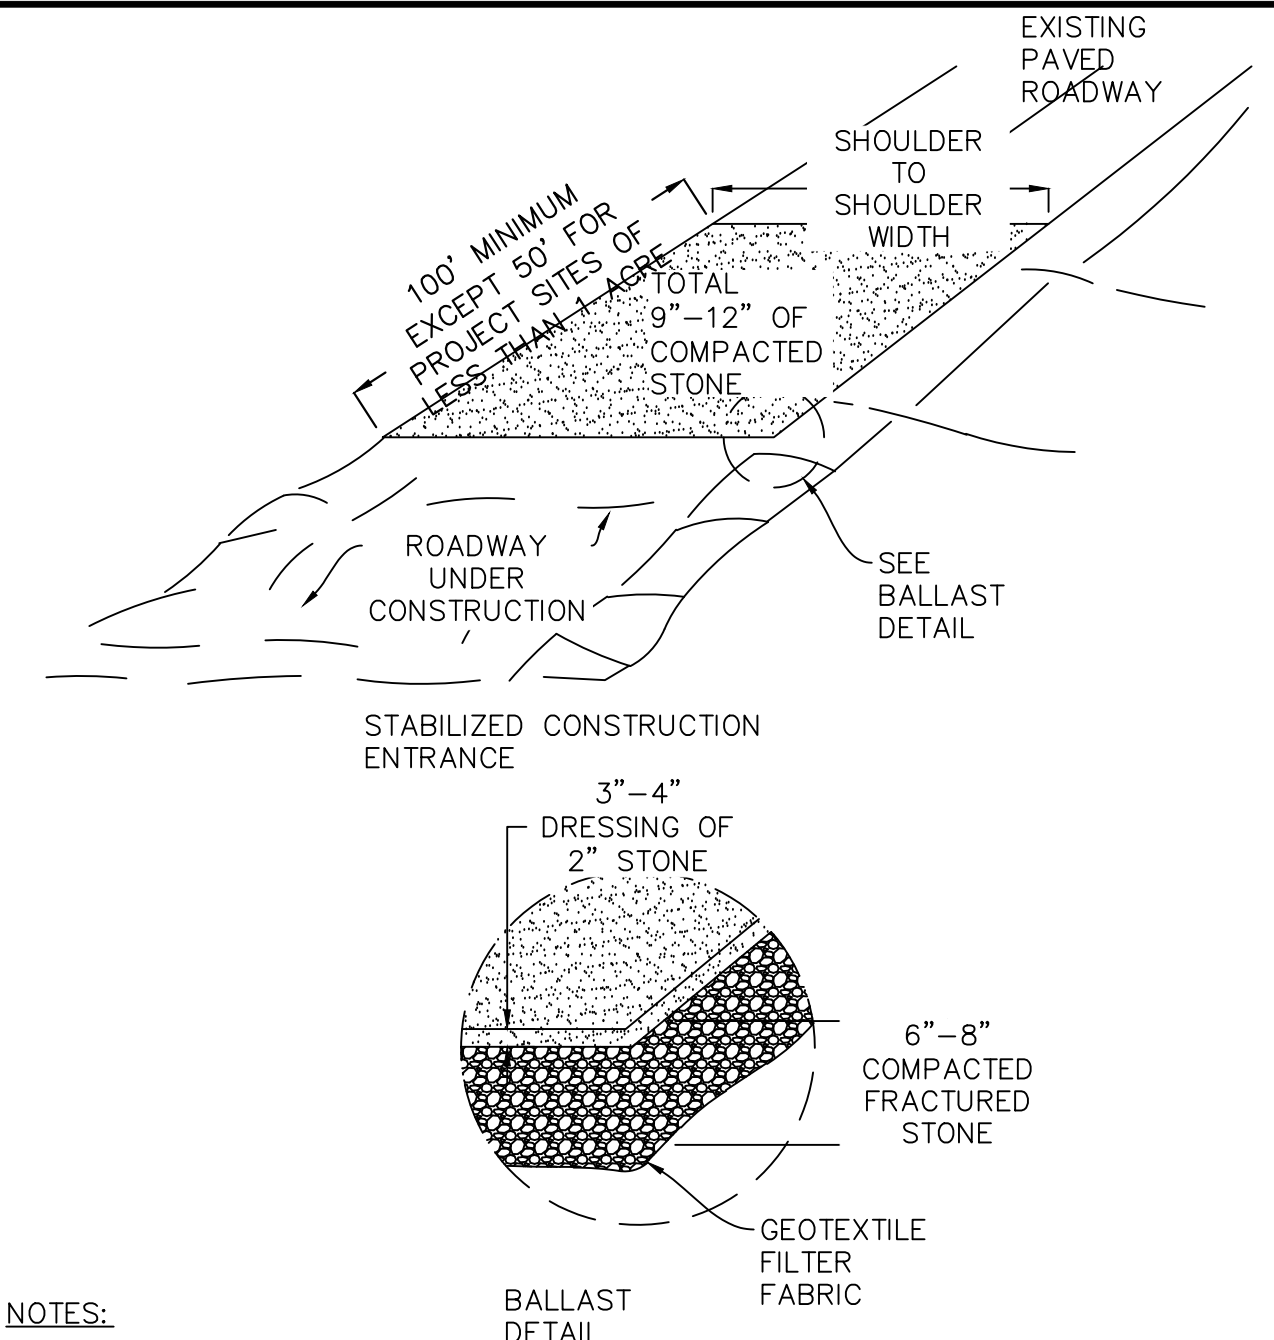 EXISTING
PAVED
ROADWAY
SHOULDER
TO
SHOULDER
WIDTH
100' MINIMUM
EXCEPT 50' FOR
PROJECT SITES OF
LESS THAN 1 ACRE
TOTAL
9"-12" OF
COMPACTED
STONE
ROADWAY
UNDER
CONSTRUCTION
SEE
BALLAST
DETAIL
STABILIZED CONSTRUCTION
ENTRANCE
3"-4"
DRESSING OF
2" STONE
6"-8"
COMPACTED
FRACTURED
STONE
GEOTEXTILE
FILTER
FABRIC
BALLAST
DETAIL
NOTES: